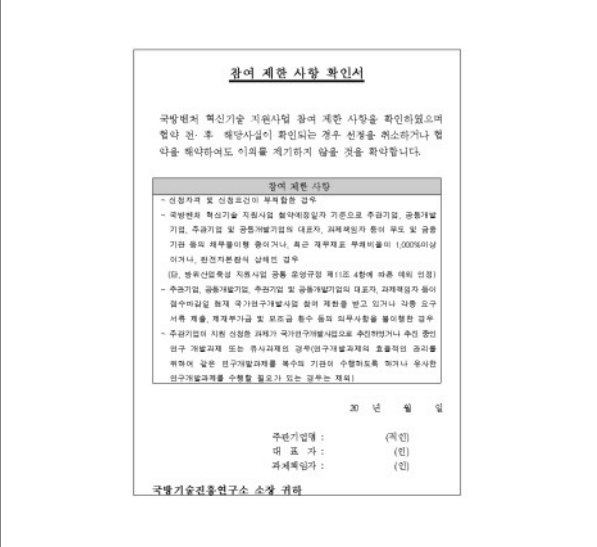 참여 제한 사항 확인서
국방벤처 혁신기술 지원사업 참여 제한 사항을 확인하였으며
협약 전· 후 해당사실이 확인되는 경우 선정을 취소하거나 협
약을 해약하여도 이의를 제기하지 않을 것을 확약합니다.
참여 제한 사항
- 신청자격 및 신청요건이 부적합한 경우
- 국방벤처 혁신기술 지원사업 협약예정일자 기준으로 주관기업, 공동개발
기업, 주관기업 및 공동개발기업의 대표자, 과제책임자 등이 부도 및 금융
기관 등의 채무불이행 중이거나, 최근 재무제표 부채비율이 1,000%이상
이거나, 완전자본잠식 상태인 경우
(단, 방위산업육성 지원사업 공통 운영규정 제11조 4항에 따른 예외 인정)
- 주관기업, 공동개발기업, 주관기업 및 공동개발기업의 대표자, 과제책임자 등이
접수마감일 현재 국가연구개발사업 참여 제한을 받고 있거나 각종 요구
서류 제출, 제재부가금 및 보조금 환수 등의 의무사항을 불이행한 경우
- 주관기업이 지원 신청한 과제가 국가연구개발사업으로 추진하였거나 추진 중인
연구 개발과제 또는 유사과제인 경우(연구개발과제의 효율적인 관리를
위하여 같은 연구개발과제를 복수의 기관이 수행하도록 하거나 유사한
연구개발과제를 수행할 필요가 있는 경우는 제외)
20 년 월 일
주관기업명 : (직인)
대 표 자 : (인)
과제책임자 : (인)
국방기술진흥연구소 소장 귀하